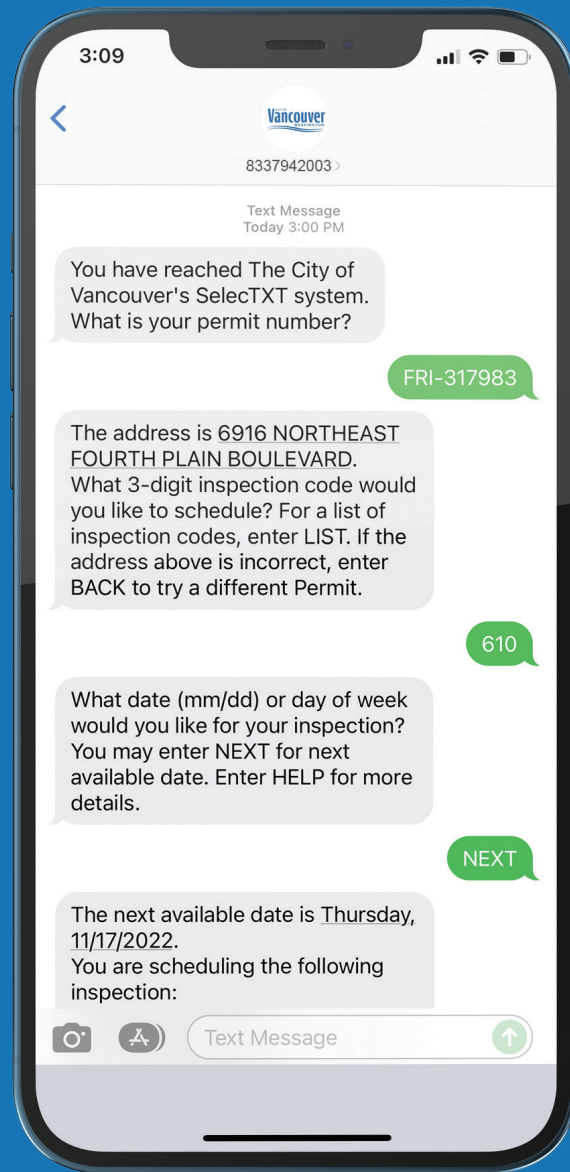 3:09
CITY OF
Vancouver
WASHINGTON
8337942003
Text Message
Today 3:00 PM
You have reached The City of
Vancouver's SelecTXT system.
What is your permit number?
FRI-317983
The address is 6916 NORTHEAST
FOURTH PLAIN BOULEVARD.
What 3-digit inspection code would
you like to schedule? For a list of
inspection codes, enter LIST. If the
address above is incorrect, enter
BACK to try a different Permit.
610
What date (mm/dd) or day of week
would you like for your inspection?
You may enter NEXT for next
available date. Enter HELP for more
details.
NEXT
The next available date is Thursday,
11/17/2022.
You are scheduling the following
inspection:
Text Message